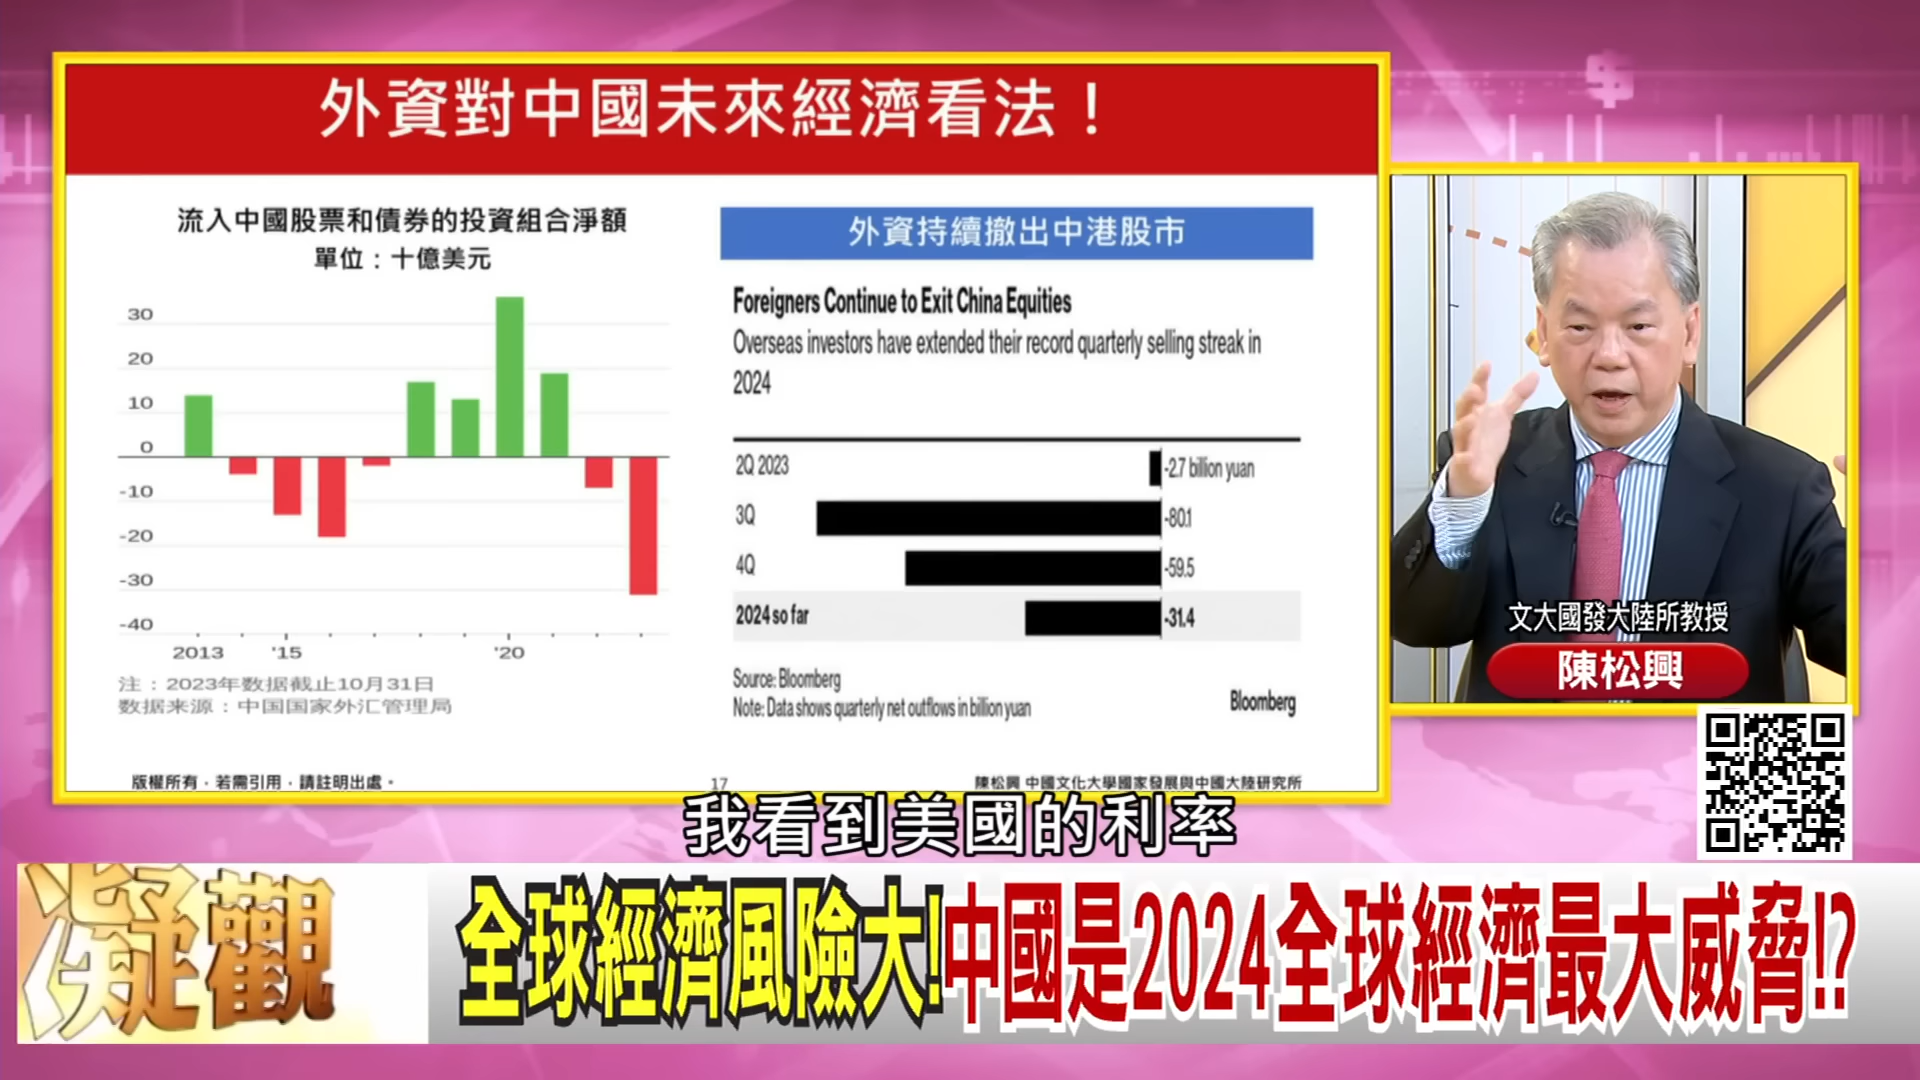 外資對中國未來經濟看法！
流入中國股票和債券的投資組合淨額
單位：十億美元
30
20
10
0
-10
-20
-30
-40
2013 '15 '20
注：2023年数据截止10月31日
数据来源：中国国家外汇管理局
外資持續撤出中港股市
Foreigners Continue to Exit China Equities
Overseas investors have extended their record quarterly selling streak in
2024
2Q 2023 -2.7 billion yuan
3Q -80.1
4Q -59.5
2024 so far -31.4
Source: Bloomberg
Note: Data shows quarterly net outflows in billion yuan
Bloomberg
版權所有，若需引用，請註明出處。
17
陳松興 中國文化大學國家發展與中國大陸研究所
文大國發大陸所教授
陳松興
我看到美國的利率
凝觀
全球經濟風險大!中國是2024全球經濟最大威脅!?